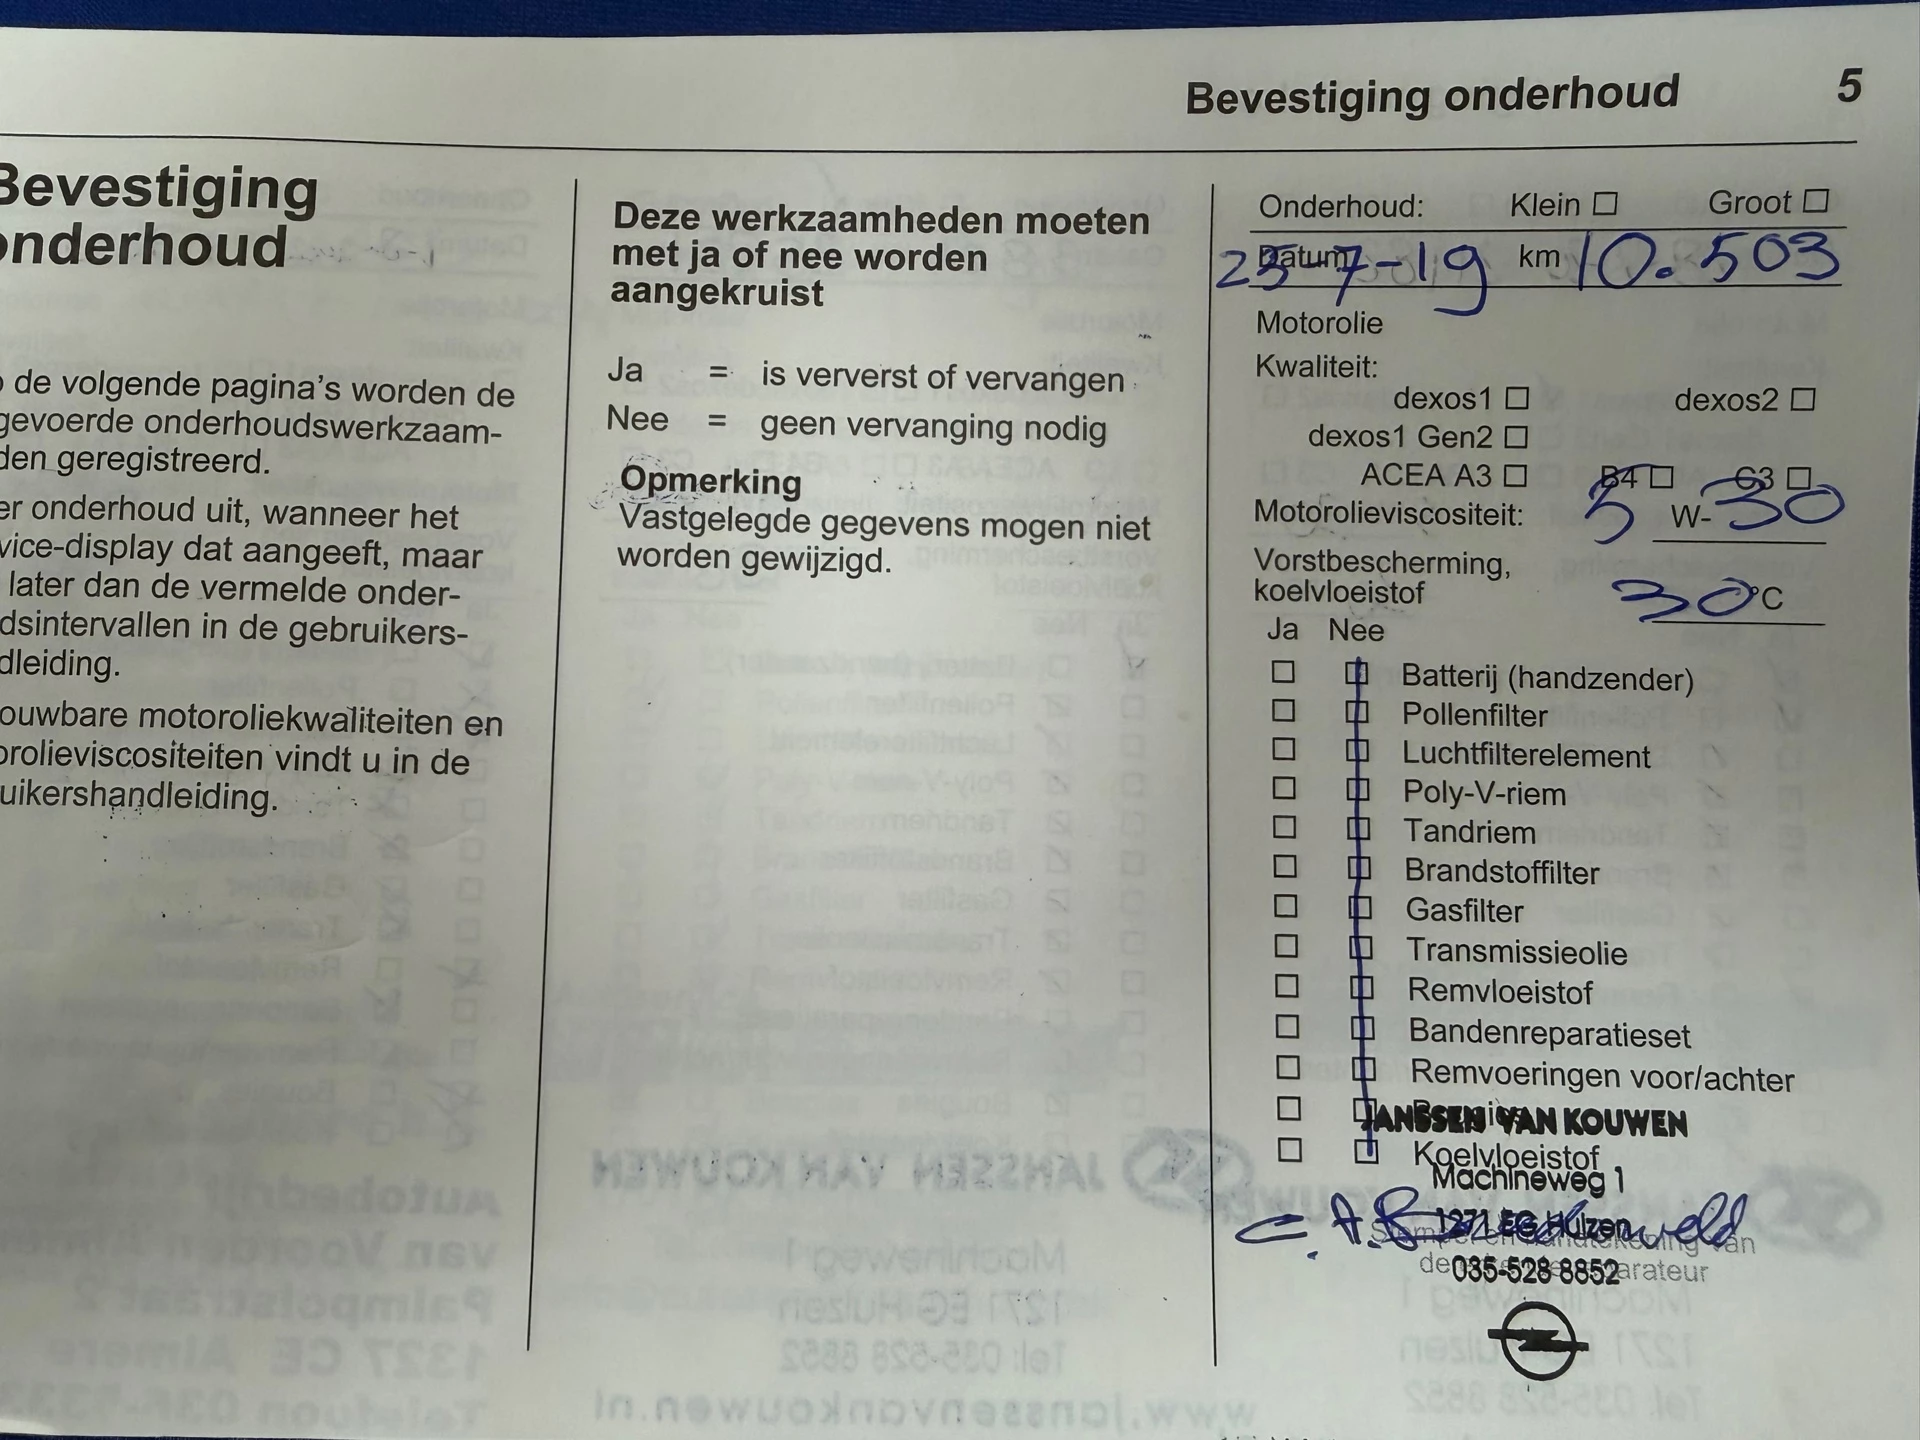 Bevestiging onderhoud 5
Bevestiging
onderhoud
de volgende pagina's worden de
gevoerde onderhoudswerkzaam-
den geregistreerd.
er onderhoud uit, wanneer het
vice-display dat aangeeft, maar
later dan de vermelde onder-
dsintervallen in de gebruikers-
dleiding.
ouwbare motoroliekwaliteiten en
orolieviscositeiten vindt u in de
uikershandleiding.
Deze werkzaamheden moeten
met ja of nee worden
aangekruist
Ja = is ververst of vervangen
Nee = geen vervanging nodig
Opmerking
Vastgelegde gegevens mogen niet
worden gewijzigd.
Onderhoud: Klein ☐ Groot ☐
Datum 25-7-19 km 10.503
Motorolie
Kwaliteit:
dexos1 ☐ dexos2 ☐
dexos1 Gen2 ☐
ACEA A3 ☐ B4 ☐ C3 ☐
Motorolieviscositeit: 5 W- 30
Vorstbescherming,
koelvloeistof 30 °C
Ja Nee
☐ ☐ Batterij (handzender)
☐ ☐ Pollenfilter
☐ ☐ Luchtfilterelement
☐ ☐ Poly-V-riem
☐ ☐ Tandriem
☐ ☐ Brandstoffilter
☐ ☐ Gasfilter
☐ ☐ Transmissieolie
☐ ☐ Remvloeistof
☐ ☐ Bandenreparatieset
☐ ☐ Remvoeringen voor/achter
☐ ☐ Bougies
JANSSEN VAN KOUWEN
☐ ☐ Koelvloeistof
Machineweg 1
1271 EG Huizen
Stempel en handtekening van
035-528 8852